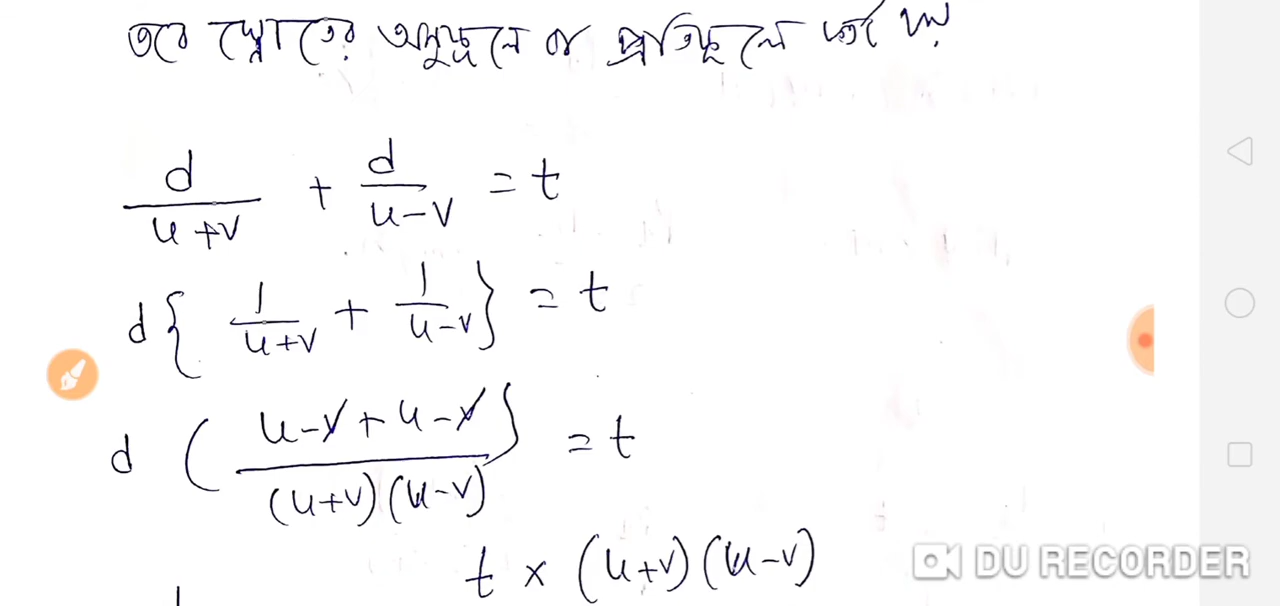 তবে স্রোতের অনুকূলে ও প্রতিকূলে
d/(u+v) + d/(u-v) = t
d{ 1/(u+v) + 1/(u-v) } = t
d ( (u-v+u-v)/((u+v)(u-v)) } = t
t × (u+v)(u-v)
DU RECORDER